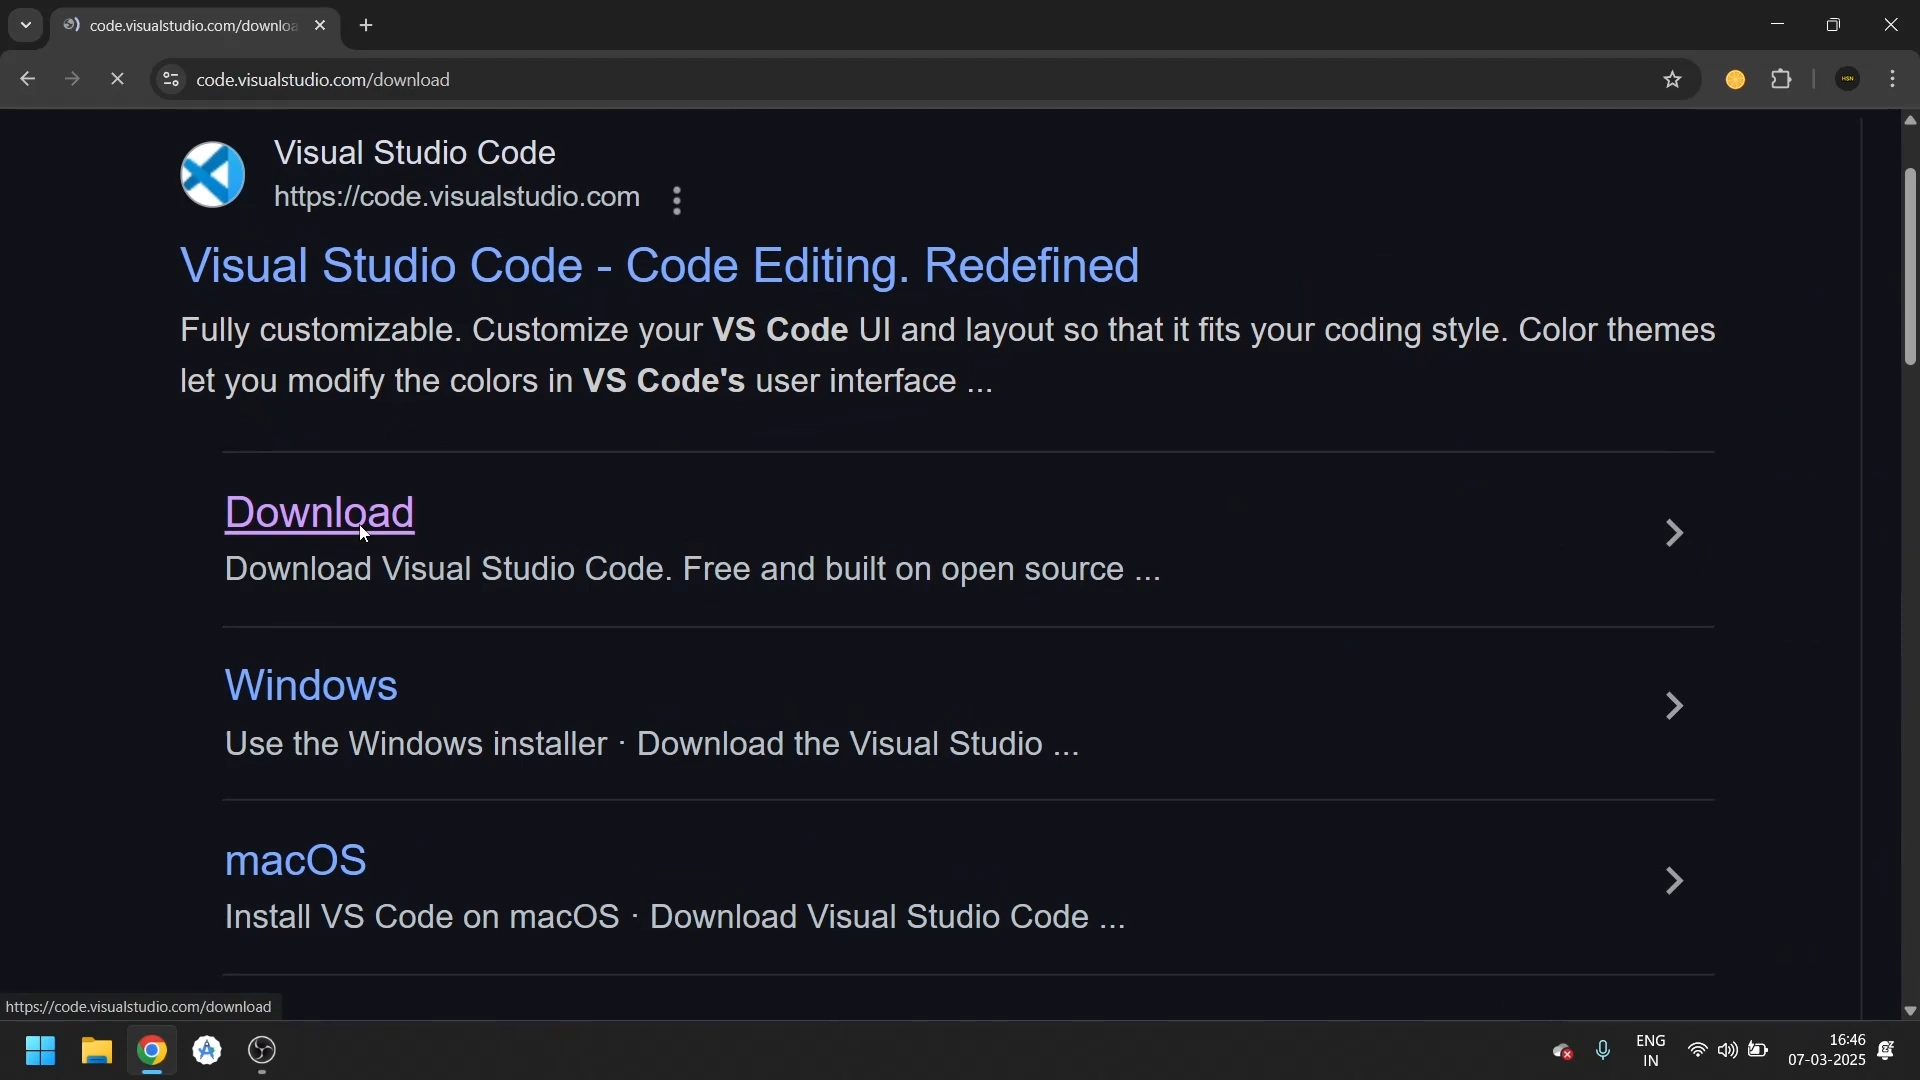 code.visualstudio.com/downloa
code.visualstudio.com/download
HSN
Visual Studio Code
https://code.visualstudio.com
Visual Studio Code - Code Editing. Redefined
Fully customizable. Customize your VS Code UI and layout so that it fits your coding style. Color themes
let you modify the colors in VS Code's user interface ...
Download
Download Visual Studio Code. Free and built on open source ...
Windows
Use the Windows installer · Download the Visual Studio ...
macOS
Install VS Code on macOS · Download Visual Studio Code ...
https://code.visualstudio.com/download
ENG
IN
16:46
07-03-2025